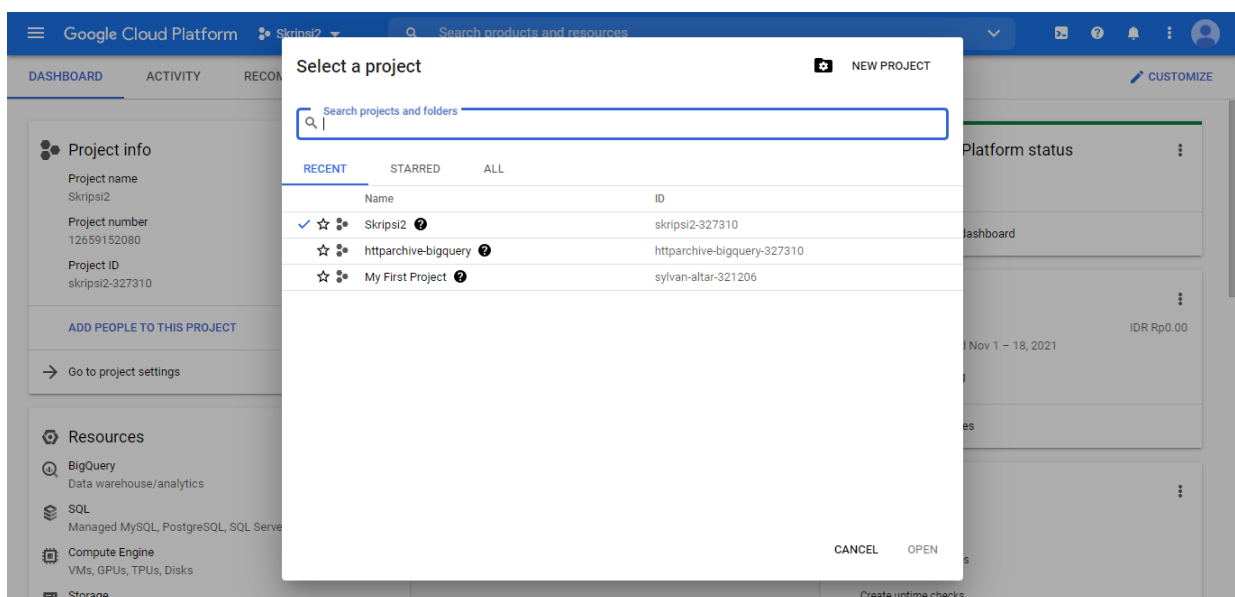 Google Cloud Platform Skripsi2 Search products and resources
DASHBOARD ACTIVITY CUSTOMIZE
Select a project NEW PROJECT
Search projects and folders
RECENT STARRED ALL
Name ID
Skripsi2 skripsi2-327310
httparchive-bigquery httparchive-bigquery-327310
My First Project sylvan-altar-321206
CANCEL OPEN
Project info
Project name
Skripsi2
Project number
12659152080
Project ID
skripsi2-327310
ADD PEOPLE TO THIS PROJECT
Go to project settings
Resources
BigQuery
Data warehouse/analytics
SQL
Managed MySQL, PostgreSQL, SQL Serve
Compute Engine
VMs, GPUs, TPUs, Disks
Storage
Platform status
dashboard
IDR Rp0.00
Nov 1 – 18, 2021
Create uptime checks